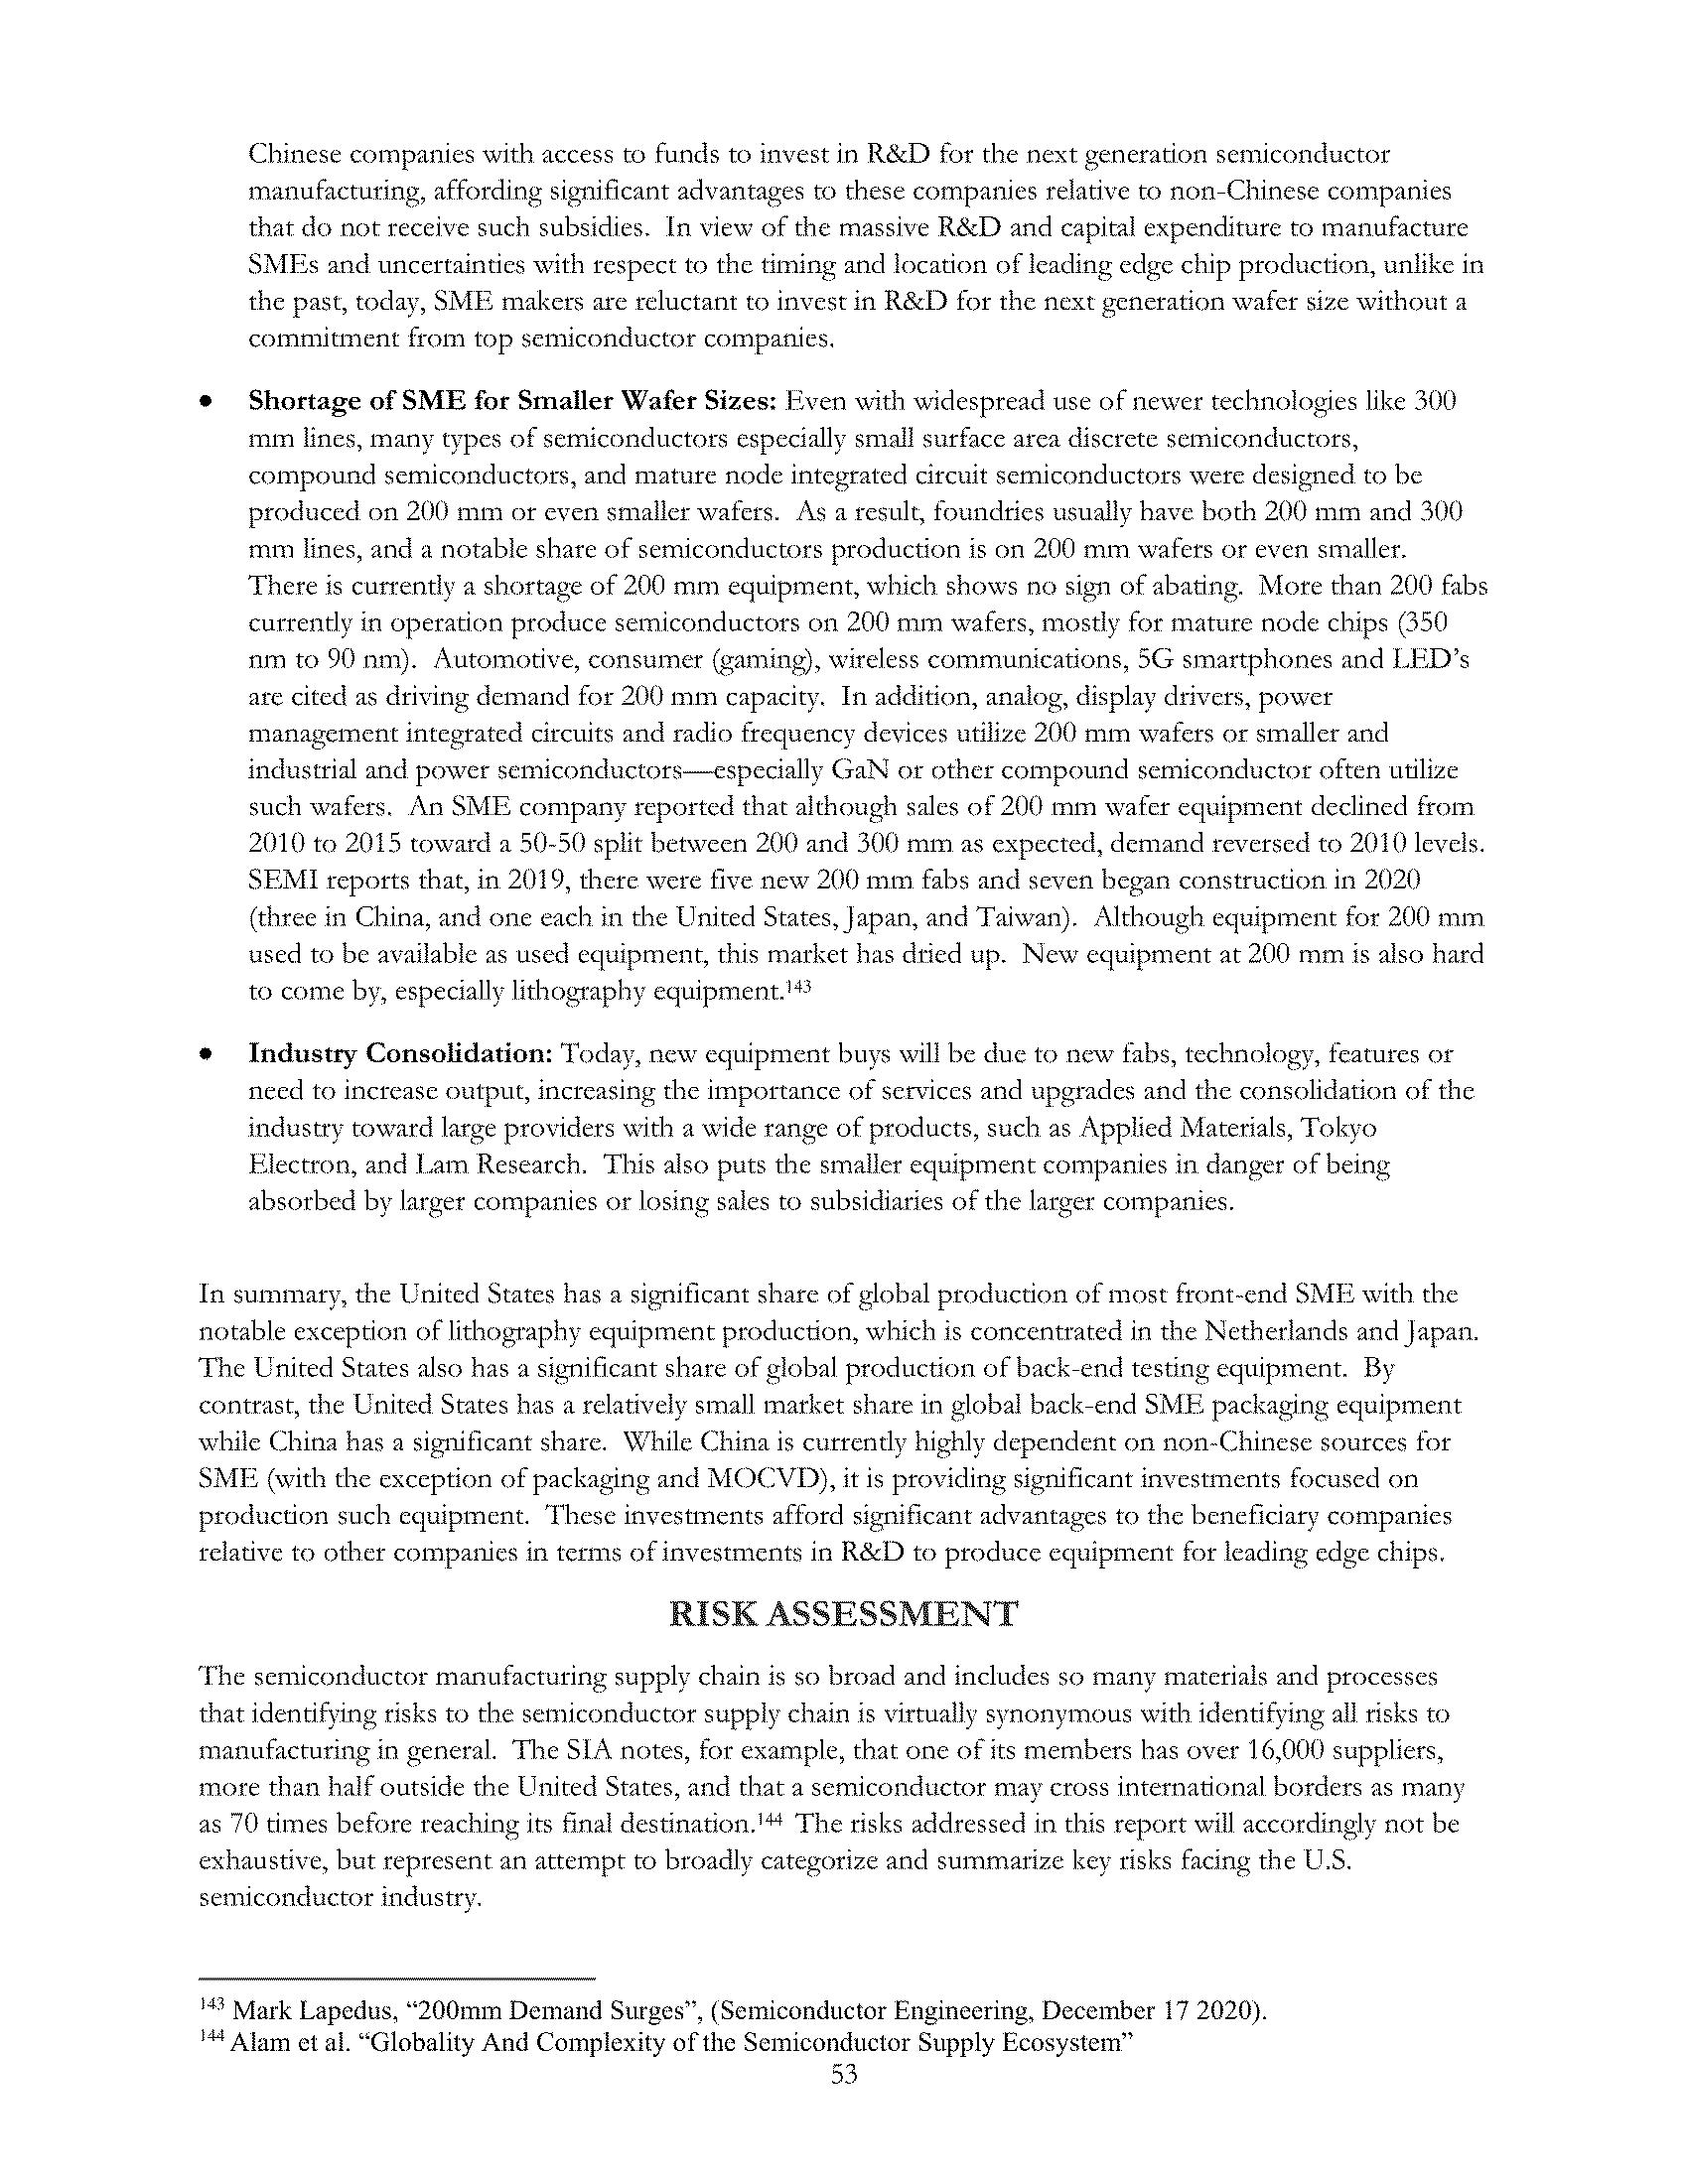 Chinese companies with access to funds to invest in R&D for the next generation semiconductor
manufacturing, affording significant advantages to these companies relative to non-Chinese companies
that do not receive such subsidies.  In view of the massive R&D and capital expenditure to manufacture
SMEs and uncertainties with respect to the timing and location of leading edge chip production, unlike in
the past, today, SME makers are reluctant to invest in R&D for the next generation wafer size without a
commitment from top semiconductor companies.
• Shortage of SME for Smaller Wafer Sizes: Even with widespread use of newer technologies like 300
mm lines, many types of semiconductors especially small surface area discrete semiconductors,
compound semiconductors, and mature node integrated circuit semiconductors were designed to be
produced on 200 mm or even smaller wafers.  As a result, foundries usually have both 200 mm and 300
mm lines, and a notable share of semiconductors production is on 200 mm wafers or even smaller.
There is currently a shortage of 200 mm equipment, which shows no sign of abating.  More than 200 fabs
currently in operation produce semiconductors on 200 mm wafers, mostly for mature node chips (350
nm to 90 nm).  Automotive, consumer (gaming), wireless communications, 5G smartphones and LED’s
are cited as driving demand for 200 mm capacity.  In addition, analog, display drivers, power
management integrated circuits and radio frequency devices utilize 200 mm wafers or smaller and
industrial and power semiconductors—especially GaN or other compound semiconductor often utilize
such wafers.  An SME company reported that although sales of 200 mm wafer equipment declined from
2010 to 2015 toward a 50-50 split between 200 and 300 mm as expected, demand reversed to 2010 levels.
SEMI reports that, in 2019, there were five new 200 mm fabs and seven began construction in 2020
(three in China, and one each in the United States, Japan, and Taiwan).  Although equipment for 200 mm
used to be available as used equipment, this market has dried up.  New equipment at 200 mm is also hard
to come by, especially lithography equipment.143
• Industry Consolidation: Today, new equipment buys will be due to new fabs, technology, features or
need to increase output, increasing the importance of services and upgrades and the consolidation of the
industry toward large providers with a wide range of products, such as Applied Materials, Tokyo
Electron, and Lam Research.  This also puts the smaller equipment companies in danger of being
absorbed by larger companies or losing sales to subsidiaries of the larger companies.
In summary, the United States has a significant share of global production of most front-end SME with the
notable exception of lithography equipment production, which is concentrated in the Netherlands and Japan.
The United States also has a significant share of global production of back-end testing equipment.  By
contrast, the United States has a relatively small market share in global back-end SME packaging equipment
while China has a significant share.  While China is currently highly dependent on non-Chinese sources for
SME (with the exception of packaging and MOCVD), it is providing significant investments focused on
production such equipment.  These investments afford significant advantages to the beneficiary companies
relative to other companies in terms of investments in R&D to produce equipment for leading edge chips.
RISK ASSESSMENT
The semiconductor manufacturing supply chain is so broad and includes so many materials and processes
that identifying risks to the semiconductor supply chain is virtually synonymous with identifying all risks to
manufacturing in general.  The SIA notes, for example, that one of its members has over 16,000 suppliers,
more than half outside the United States, and that a semiconductor may cross international borders as many
as 70 times before reaching its final destination.144 The risks addressed in this report will accordingly not be
exhaustive, but represent an attempt to broadly categorize and summarize key risks facing the U.S.
semiconductor industry.
143 Mark Lapedus, “200mm Demand Surges”, (Semiconductor Engineering, December 17 2020).
144 Alam et al. “Globality And Complexity of the Semiconductor Supply Ecosystem”
53